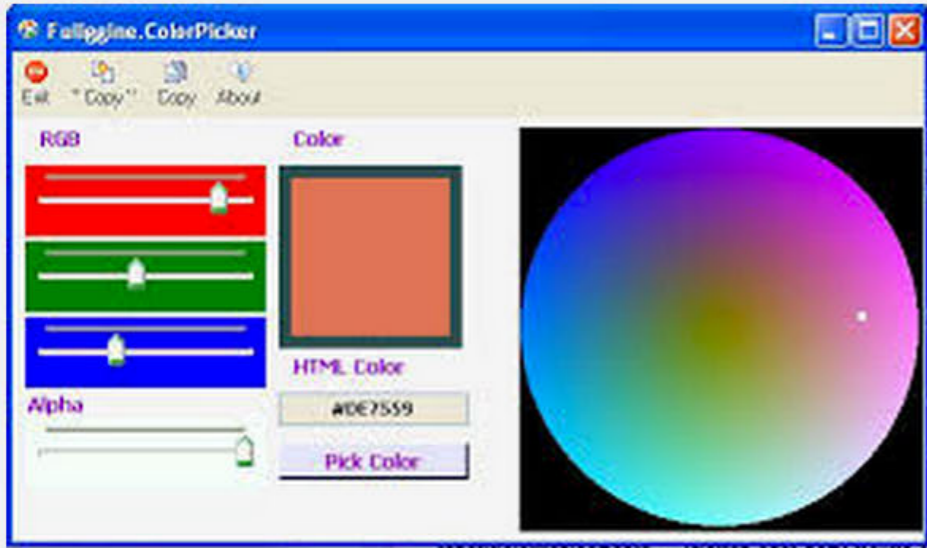 Fuliggine.ColorPicker
Exit "Copy" Copy About
RGB Color
HTML Color
Alpha
#DE7559
Pick Color